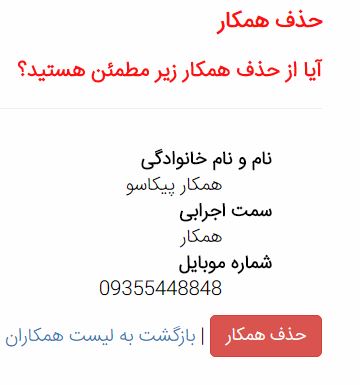 حذف همکار
آیا از حذف همکار زیر مطمئن هستید؟
نام و نام خانوادگی
همکار پیکاسو
سمت اجرایی
همکار
شماره موبایل
09355448848
حذف همکار | بازگشت به لیست همکاران